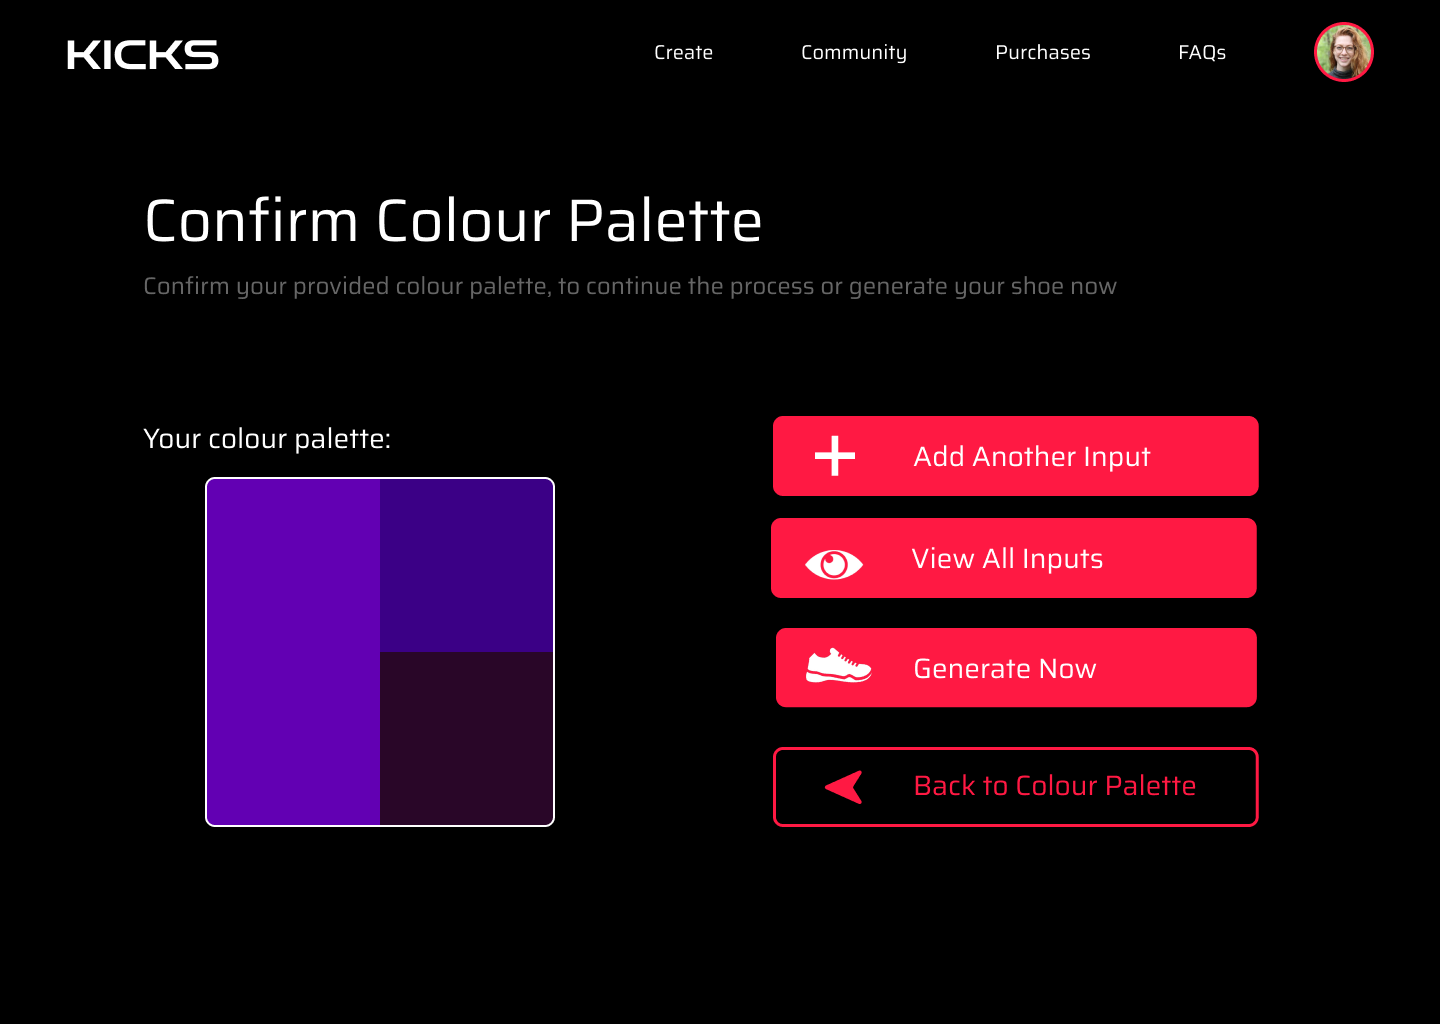 KICKS
Create Community Purchases FAQs
Confirm Colour Palette
Confirm your provided colour palette, to continue the process or generate your shoe now
Your colour palette:
Add Another Input
View All Inputs
Generate Now
Back to Colour Palette